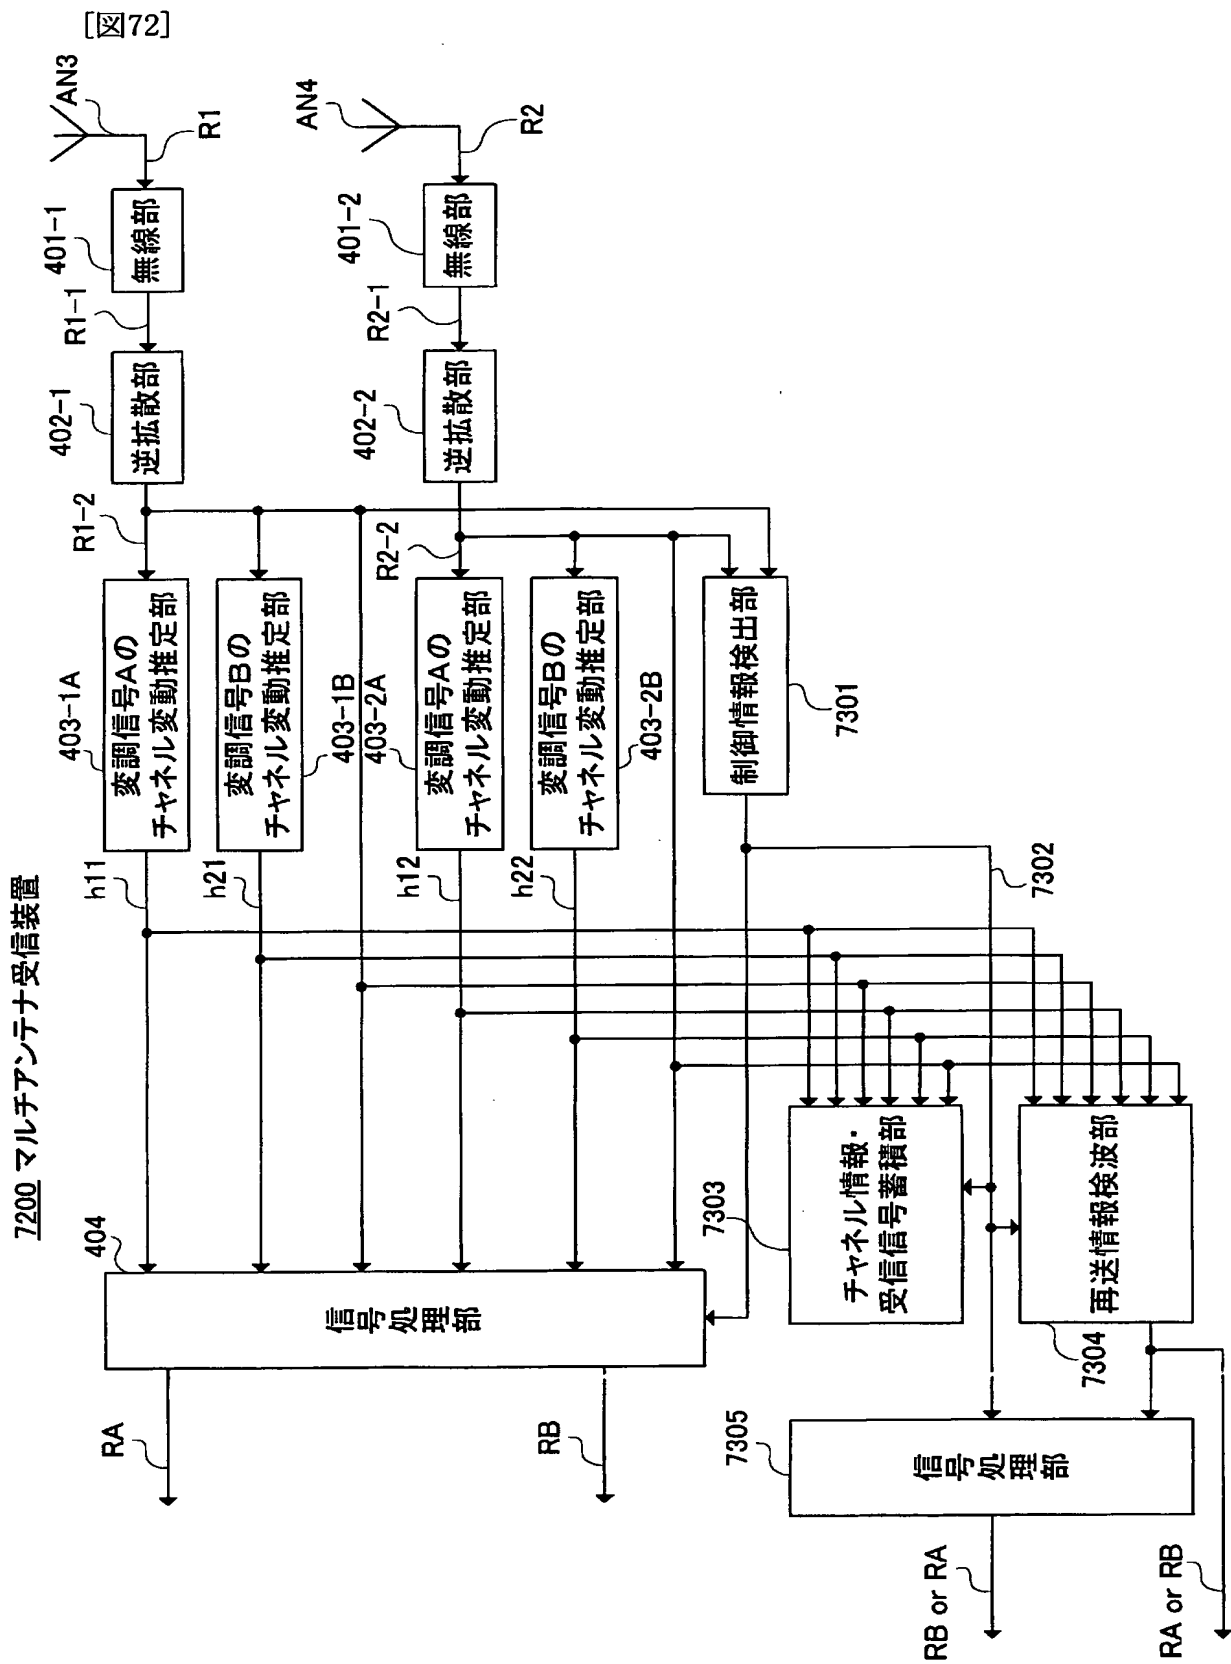 [図72]
7200 マルチアンテナ受信装置
AN3
R1
401-1
無線部
R1-1
402-1
逆拡散部
R1-2
403-1A
変調信号Aの
チャネル変動推定部
h11
変調信号Bの
チャネル変動推定部
403-1B
h21
AN4
R2
401-2
無線部
R2-1
402-2
逆拡散部
R2-2
403-2A
変調信号Aの
チャネル変動推定部
h12
変調信号Bの
チャネル変動推定部
403-2B
h22
制御情報検出部
7301
7302
404
信号処理部
RA
RB
7303
チャネル情報・
受信信号蓄積部
再送情報検波部
7304
7305
信号処理部
RB or RA
RA or RB